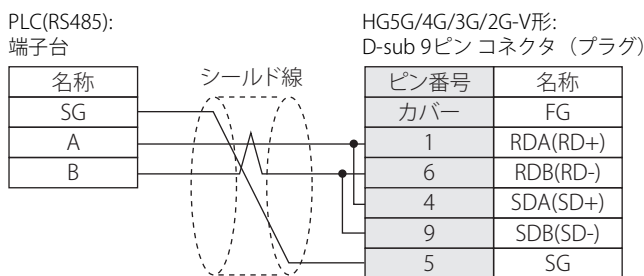 PLC(RS485):
端子台
HG5G/4G/3G/2G-V形:
D-sub 9ピン コネクタ（プラグ）
シールド線
名称
SG
A
B
ピン番号 名称
カバー FG
1 RDA(RD+)
6 RDB(RD-)
4 SDA(SD+)
9 SDB(SD-)
5 SG